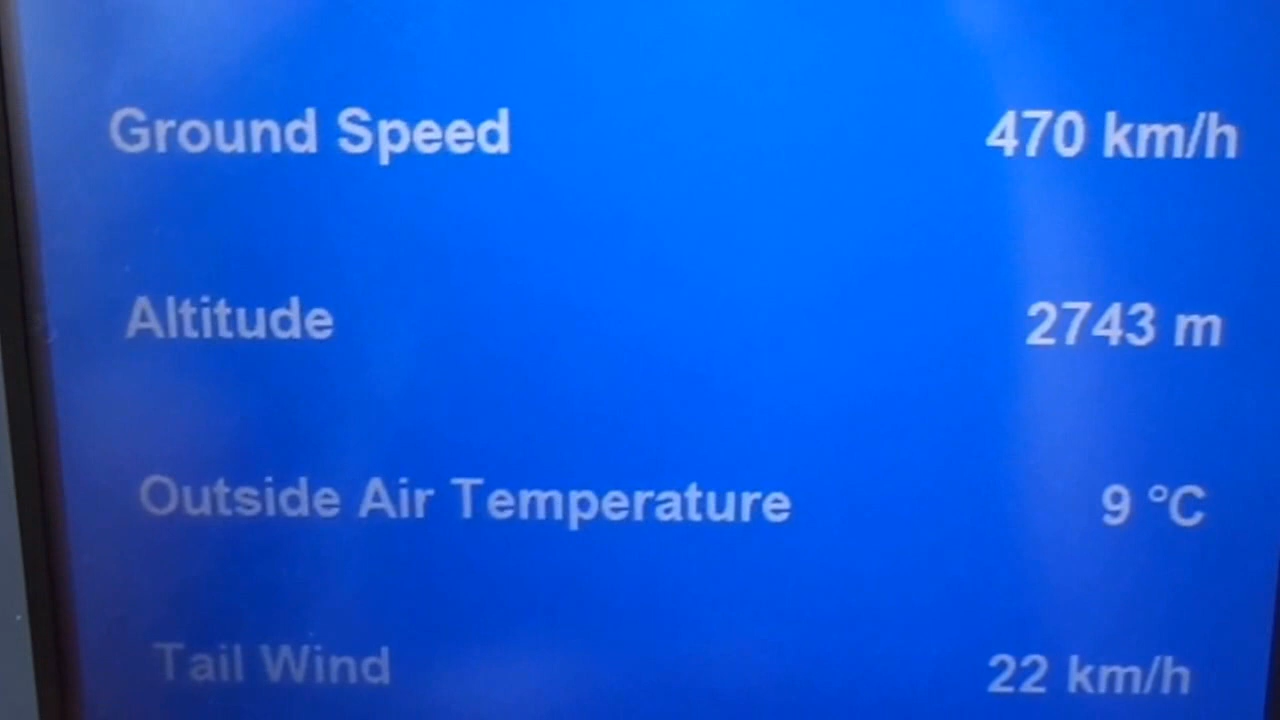 Ground Speed 470 km/h
Altitude 2743 m
Outside Air Temperature 9 °C
Tail Wind 22 km/h